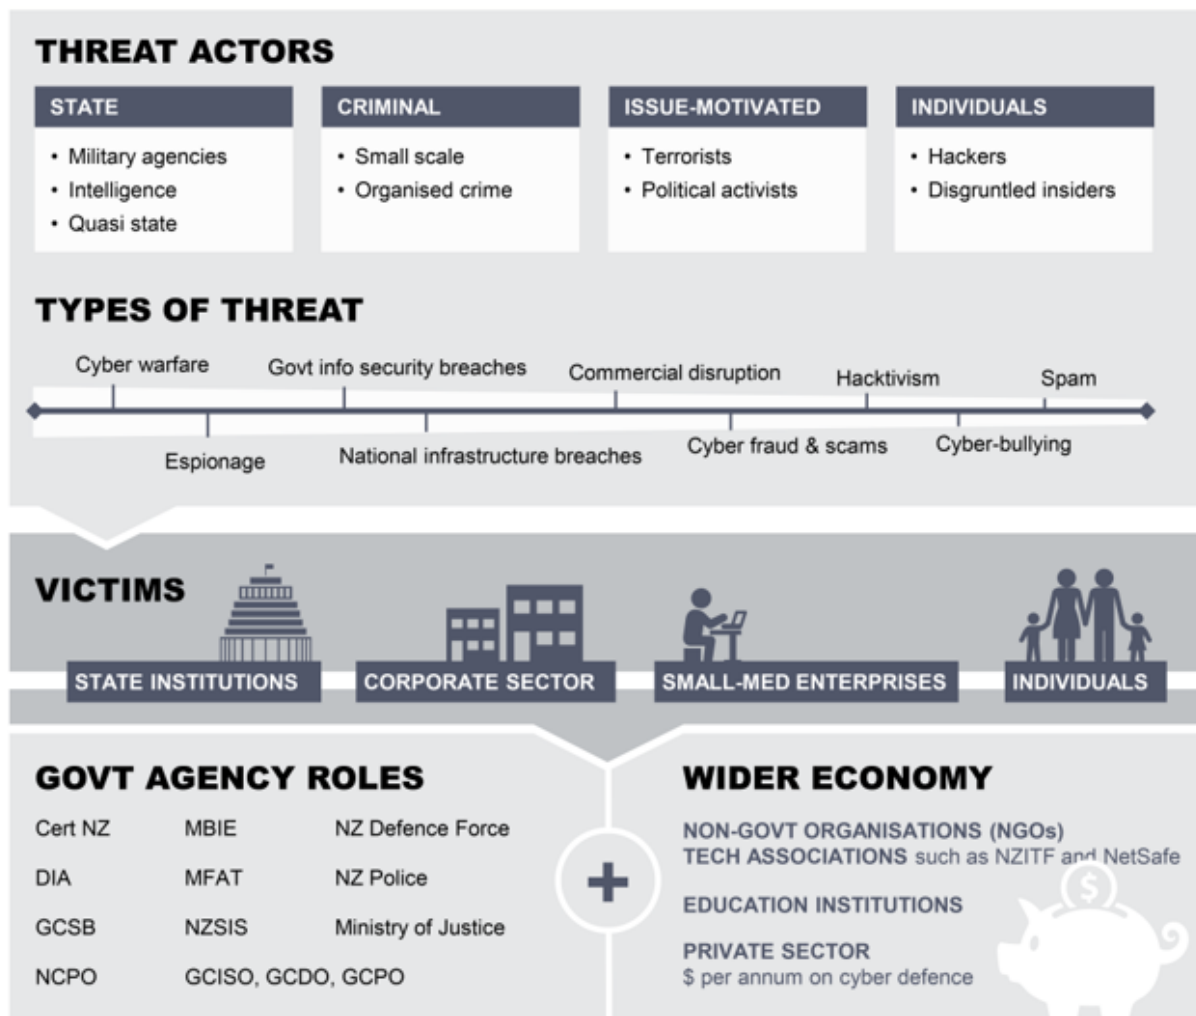 THREAT ACTORS
STATE
• Military agencies
• Intelligence
• Quasi state
CRIMINAL
• Small scale
• Organised crime
ISSUE-MOTIVATED
• Terrorists
• Political activists
INDIVIDUALS
• Hackers
• Disgruntled insiders
TYPES OF THREAT
Cyber warfare
Govt info security breaches
Commercial disruption
Hacktivism
Spam
Espionage
National infrastructure breaches
Cyber fraud & scams
Cyber-bullying
VICTIMS
STATE INSTITUTIONS
CORPORATE SECTOR
SMALL-MED ENTERPRISES
INDIVIDUALS
GOVT AGENCY ROLES
Cert NZ MBIE NZ Defence Force
DIA MFAT NZ Police
GCSB NZSIS Ministry of Justice
NCPO GCISO, GCDO, GCPO
+
WIDER ECONOMY
NON-GOVT ORGANISATIONS (NGOs)
TECH ASSOCIATIONS such as NZITF and NetSafe
EDUCATION INSTITUTIONS
PRIVATE SECTOR
$ per annum on cyber defence
$